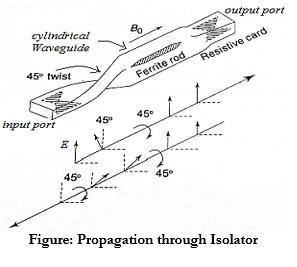 output port
B₀
cylindrical
Waveguide
45° twist
Ferrite rod
Resistive card
input port
E
45°
45°
45°
45°
45°
Figure: Propagation through Isolator